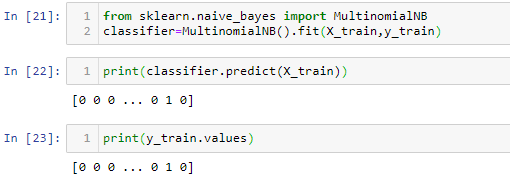 In [21]: 1 from sklearn.naive_bayes import MultinomialNB
2 classifier=MultinomialNB().fit(X_train,y_train)
In [22]: 1 print(classifier.predict(X_train))
[0 0 0 ... 0 1 0]
In [23]: 1 print(y_train.values)
[0 0 0 ... 0 1 0]